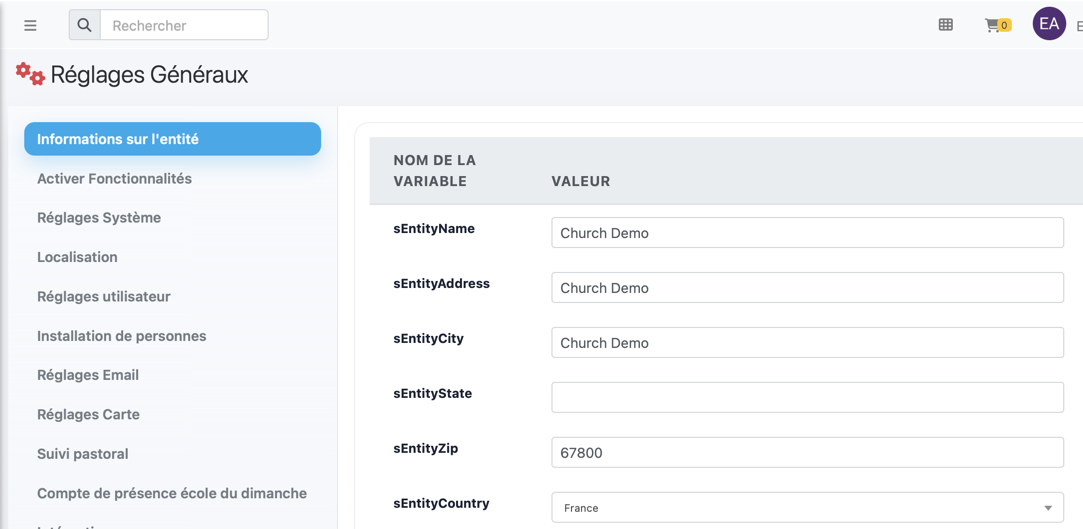 Rechercher
0
EA
Réglages Généraux
Informations sur l'entité
Activer Fonctionnalités
Réglages Système
Localisation
Réglages utilisateur
Installation de personnes
Réglages Email
Réglages Carte
Suivi pastoral
Compte de présence école du dimanche
NOM DE LA
VARIABLE VALEUR
sEntityName Church Demo
sEntityAddress Church Demo
sEntityCity Church Demo
sEntityState
sEntityZip 67800
sEntityCountry France